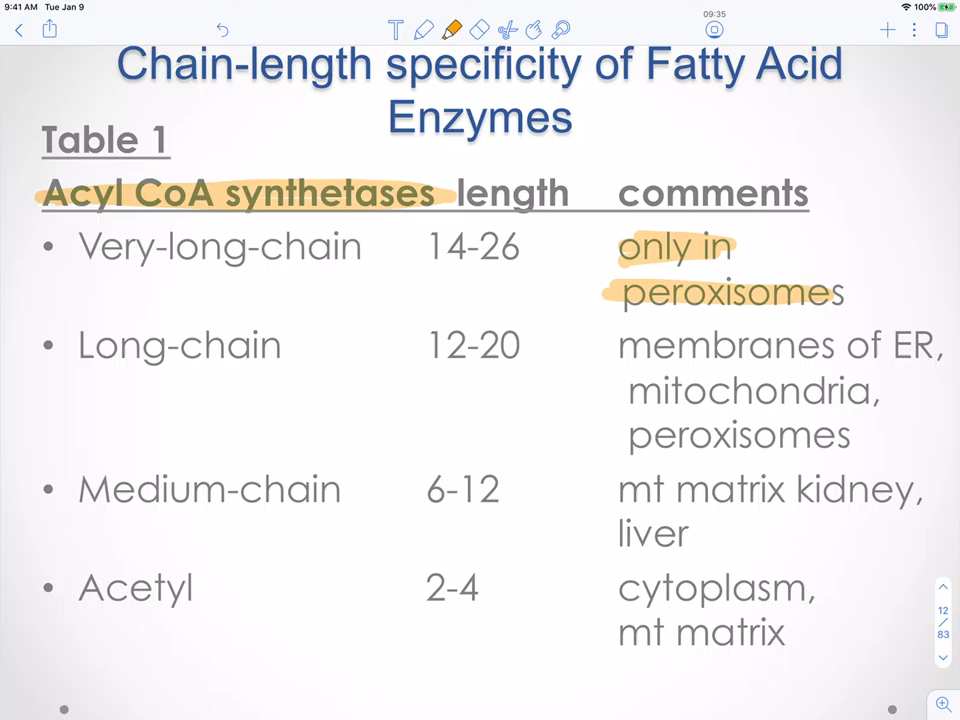 9:41 AM Tue Jan 9
100%
09:35
Chain-length specificity of Fatty Acid
Enzymes
Table 1
Acyl CoA synthetases length comments
• Very-long-chain 14-26 only in
peroxisomes
• Long-chain 12-20 membranes of ER,
mitochondria,
peroxisomes
• Medium-chain 6-12 mt matrix kidney,
liver
• Acetyl 2-4 cytoplasm,
mt matrix
12
/
83